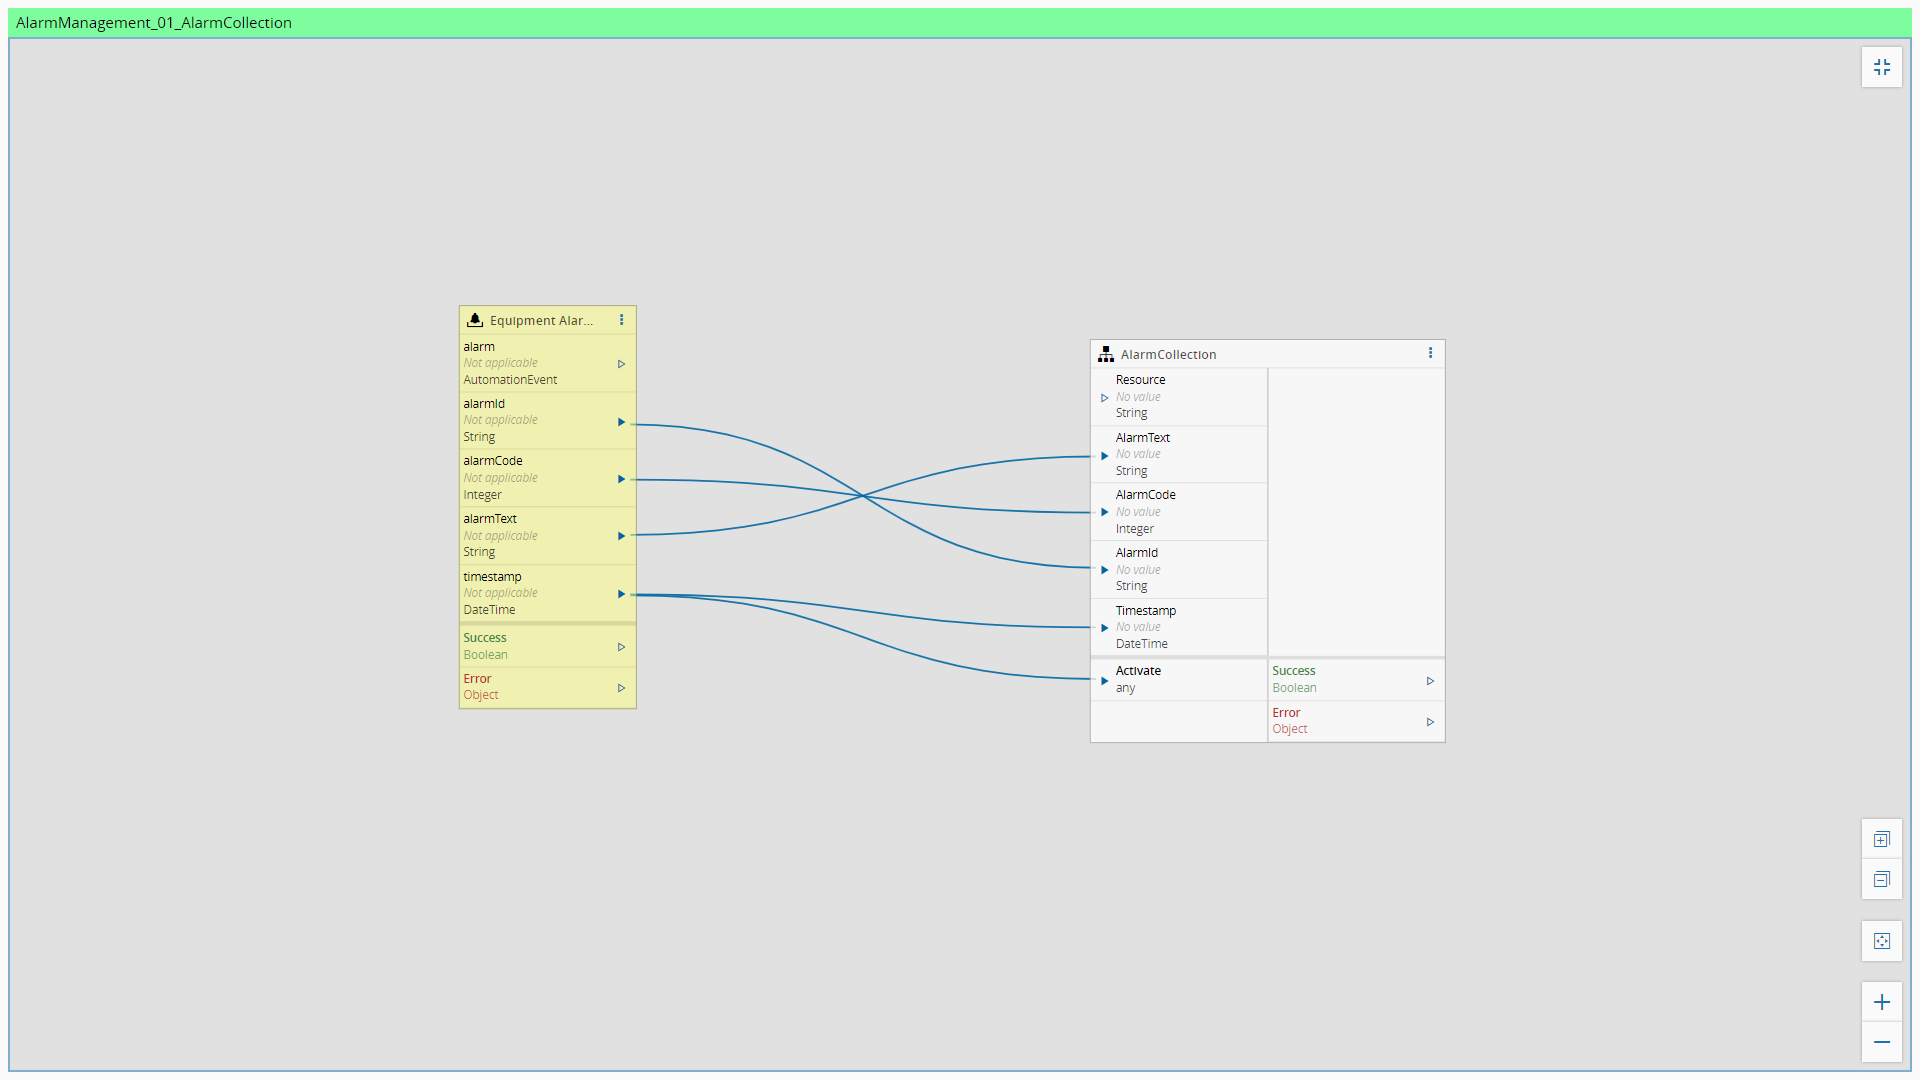 AlarmManagement_01_AlarmCollection
Equipment Alar...
alarm
Not applicable
AutomationEvent
alarmId
Not applicable
String
alarmCode
Not applicable
Integer
alarmText
Not applicable
String
timestamp
Not applicable
DateTime
Success
Boolean
Error
Object
AlarmCollection
Resource
No value
String
AlarmText
No value
String
AlarmCode
No value
Integer
AlarmId
No value
String
Timestamp
No value
DateTime
Activate
any
Success
Boolean
Error
Object